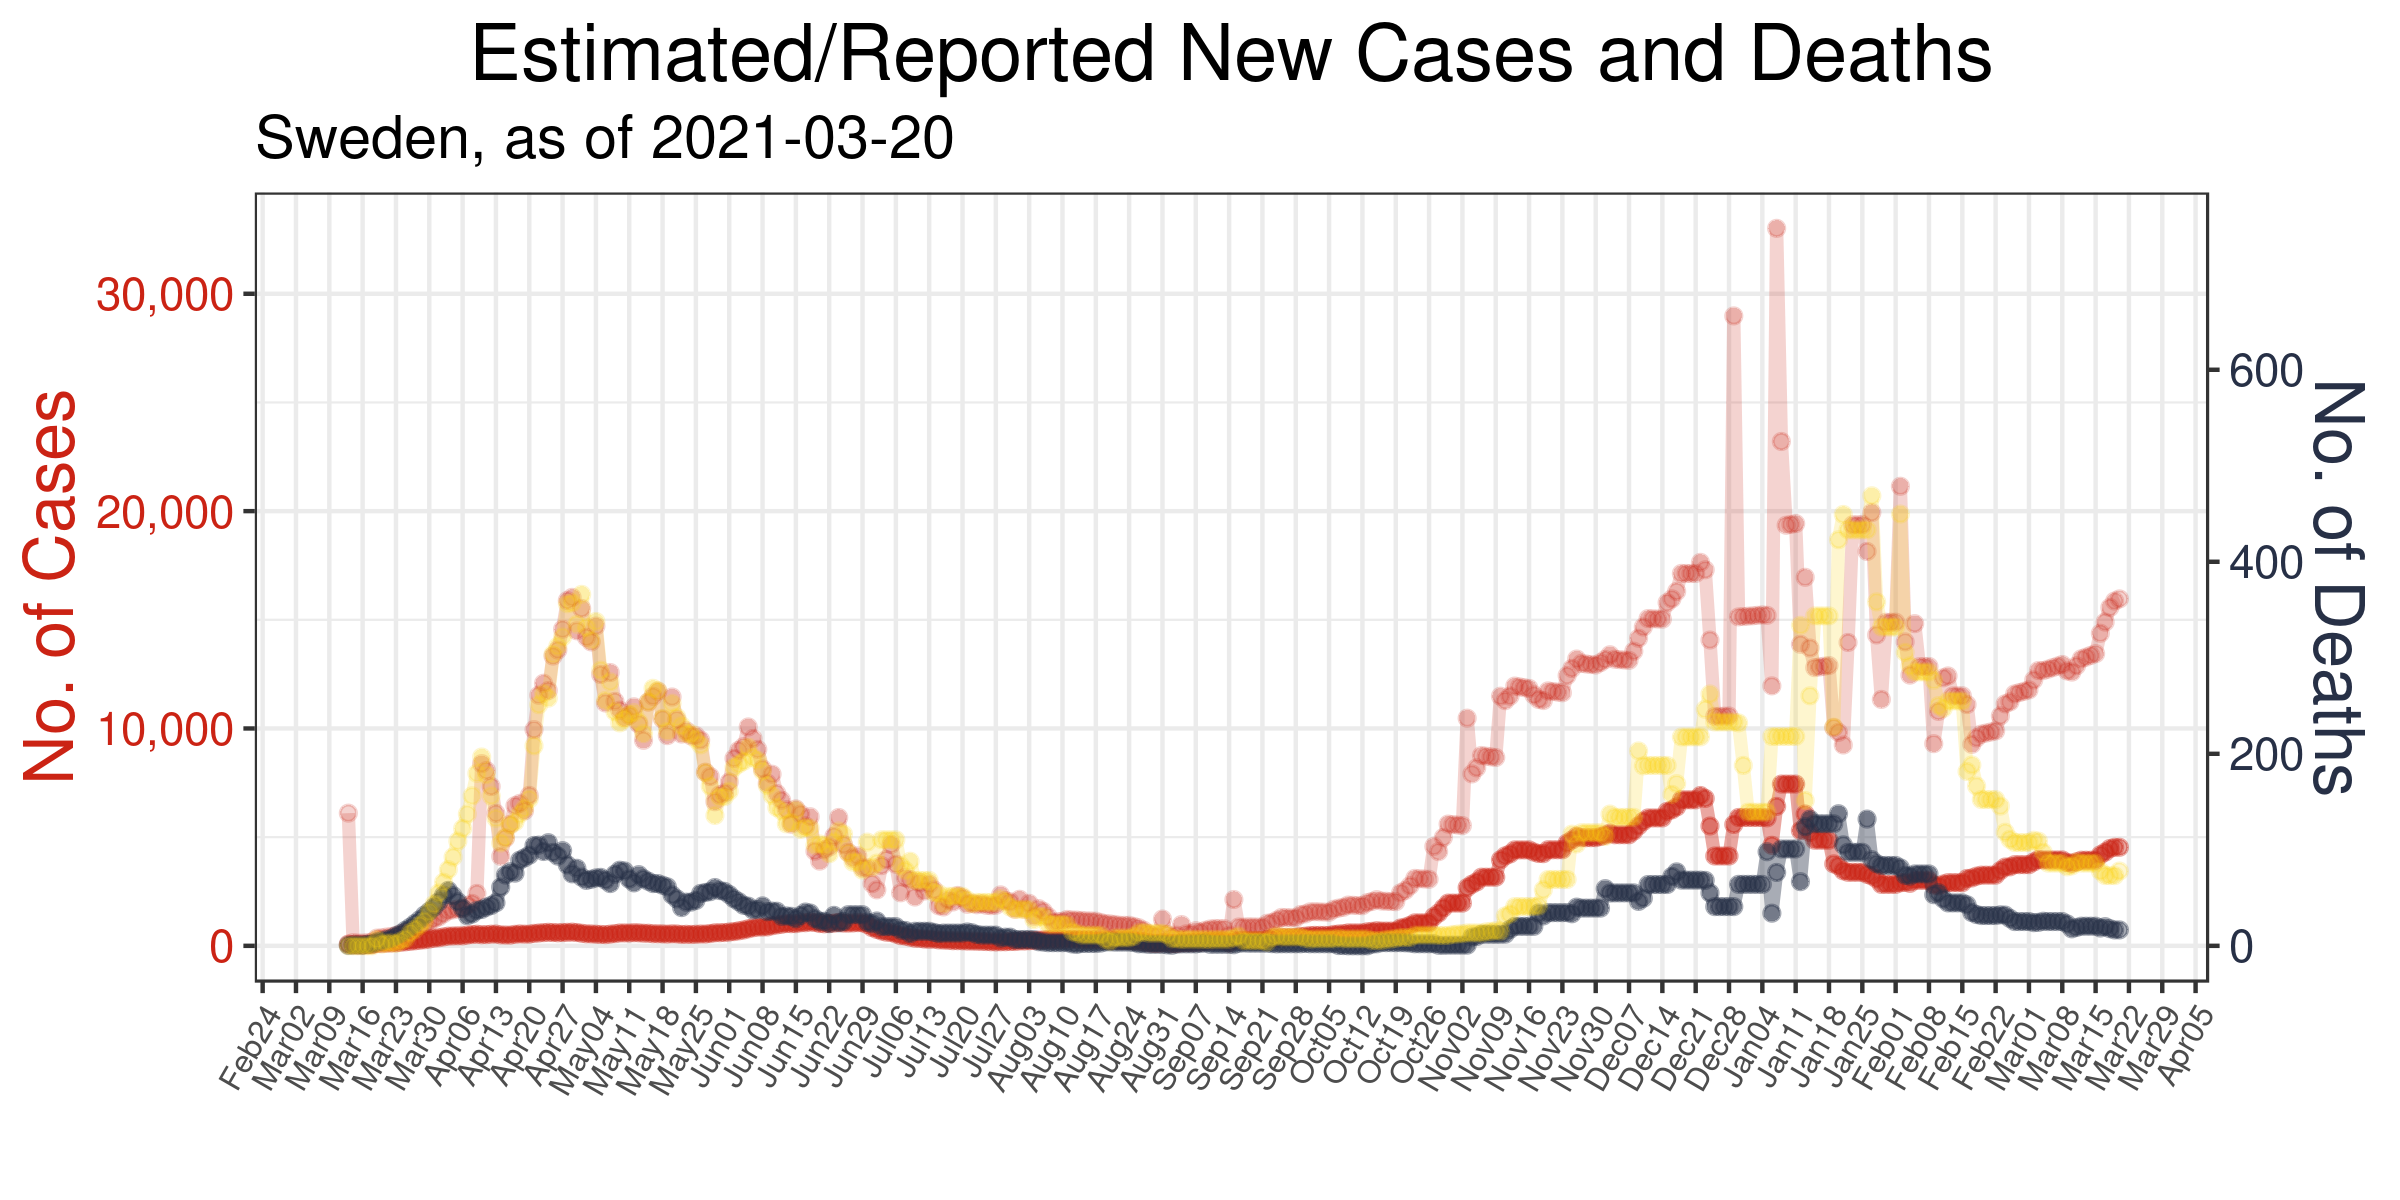 Estimated/Reported New Cases and Deaths
Sweden, as of 2021-03-20
No. of Cases
30,000
20,000
10,000
0
600
400
200
0
No. of Deaths
Feb24
Mar02
Mar09
Mar16
Mar23
Mar30
Apr06
Apr13
Apr20
Apr27
May04
May11
May18
May25
Jun01
Jun08
Jun15
Jun22
Jun29
Jul06
Jul13
Jul20
Jul27
Aug03
Aug10
Aug17
Aug24
Aug31
Sep07
Sep14
Sep21
Sep28
Oct05
Oct12
Oct19
Oct26
Nov02
Nov09
Nov16
Nov23
Nov30
Dec07
Dec14
Dec21
Dec28
Jan04
Jan11
Jan18
Jan25
Feb01
Feb08
Feb15
Feb22
Mar01
Mar08
Mar15
Mar22
Mar29
Apr05